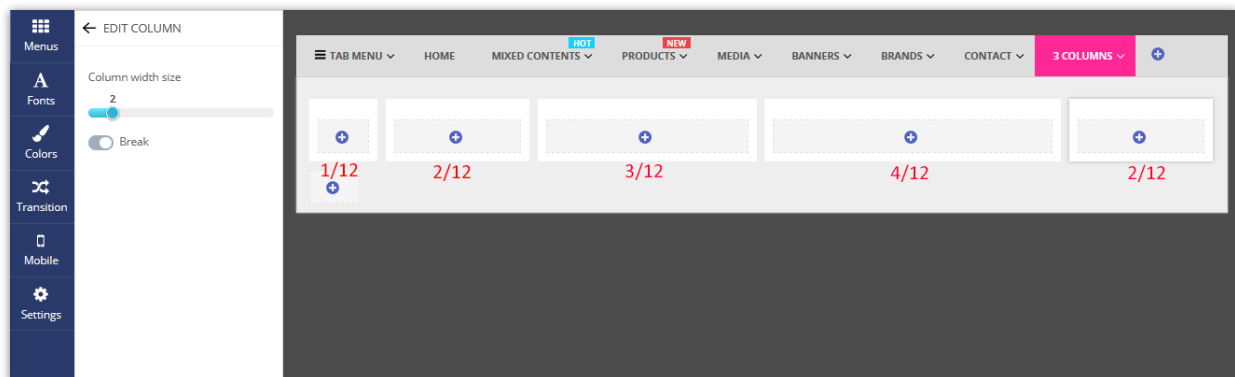 Menus
Fonts
Colors
Transition
Mobile
Settings
EDIT COLUMN
Column width size
2
Break
HOT NEW
TAB MENU HOME MIXED CONTENTS PRODUCTS MEDIA BANNERS BRANDS CONTACT 3 COLUMNS
1/12 2/12 3/12 4/12 2/12